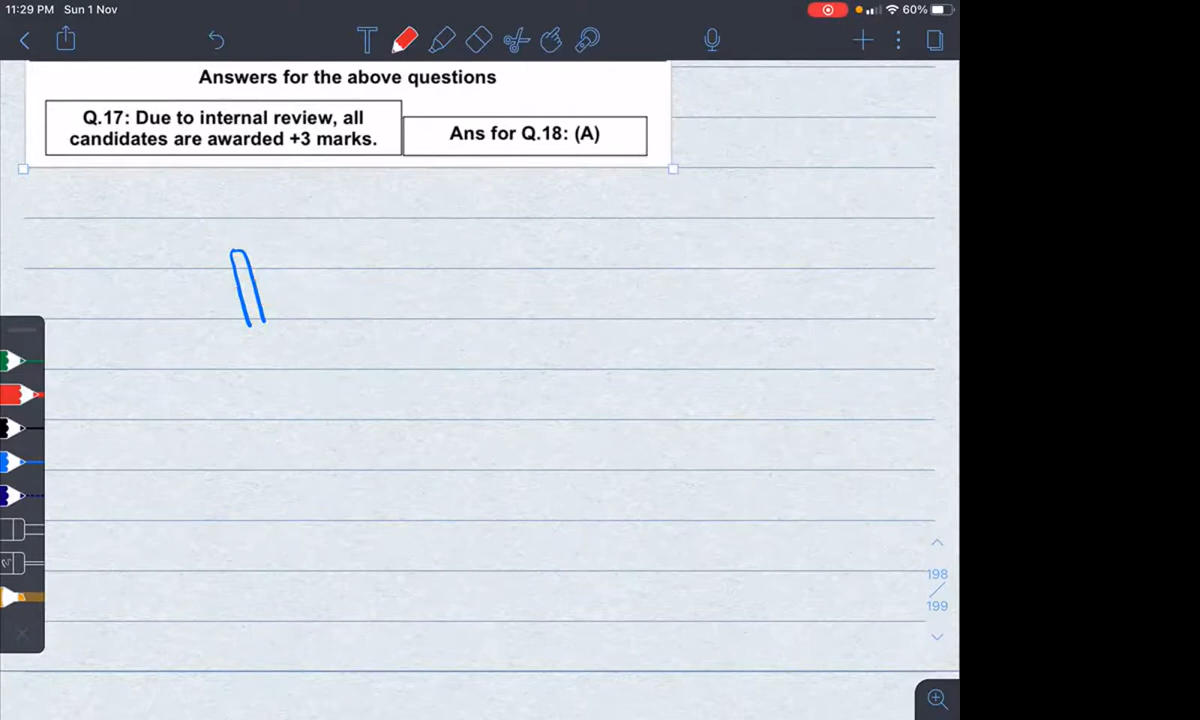 11:29 PM Sun 1 Nov
60%
Answers for the above questions
Q.17: Due to internal review, all
candidates are awarded +3 marks.
Ans for Q.18: (A)
198
199